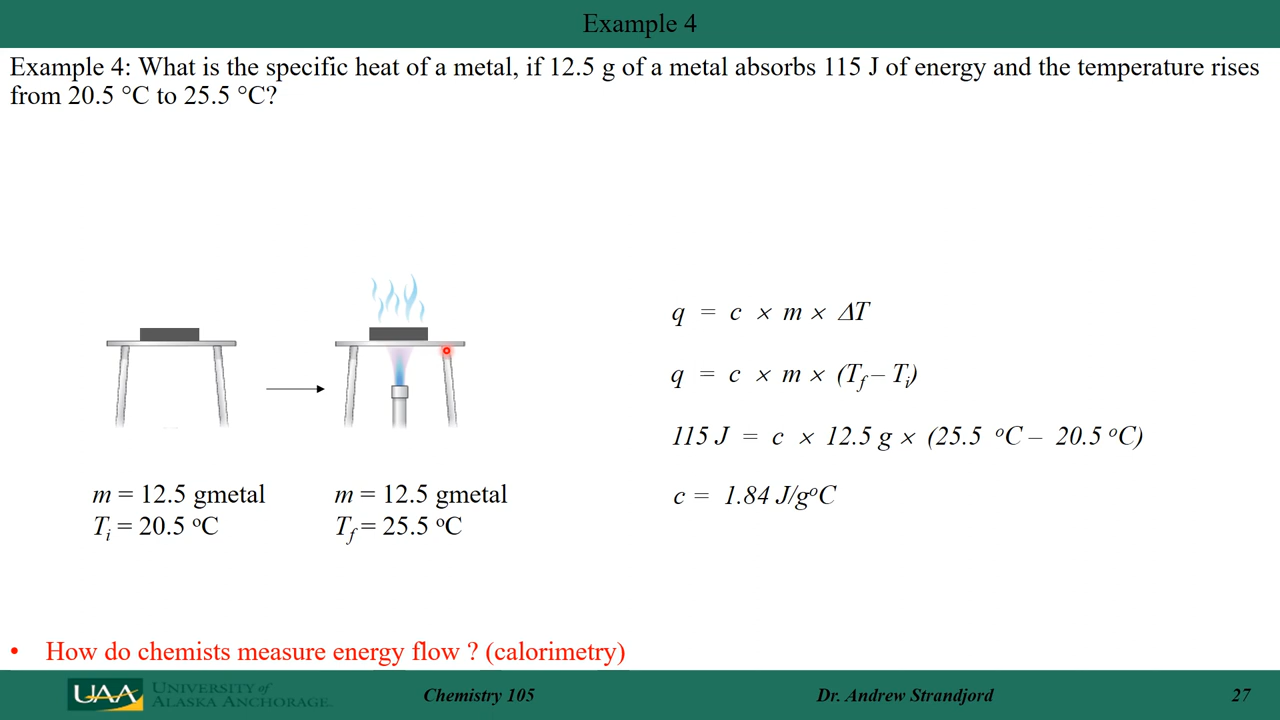 Example 4
Example 4: What is the specific heat of a metal, if 12.5 g of a metal absorbs 115 J of energy and the temperature rises
from 20.5 °C to 25.5 °C?
q = c × m × ΔT
q = c × m × (Tf – Ti)
115 J = c × 12.5 g × (25.5 °C – 20.5 °C)
c = 1.84 J/g°C
m = 12.5 gmetal
Ti = 20.5 °C
m = 12.5 gmetal
Tf = 25.5 °C
• How do chemists measure energy flow ? (calorimetry)
UAA
UNIVERSITY of
ALASKA ANCHORAGE.
Chemistry 105
Dr. Andrew Strandjord
27